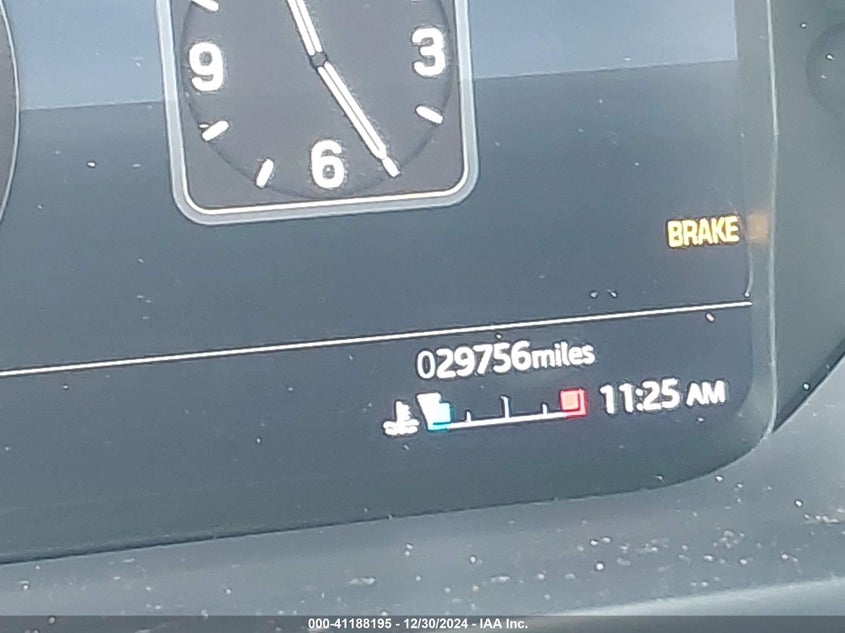 9 3
6
BRAKE
029756miles
11:25 AM
000-41188195 - 12/30/2024 - IAA Inc.